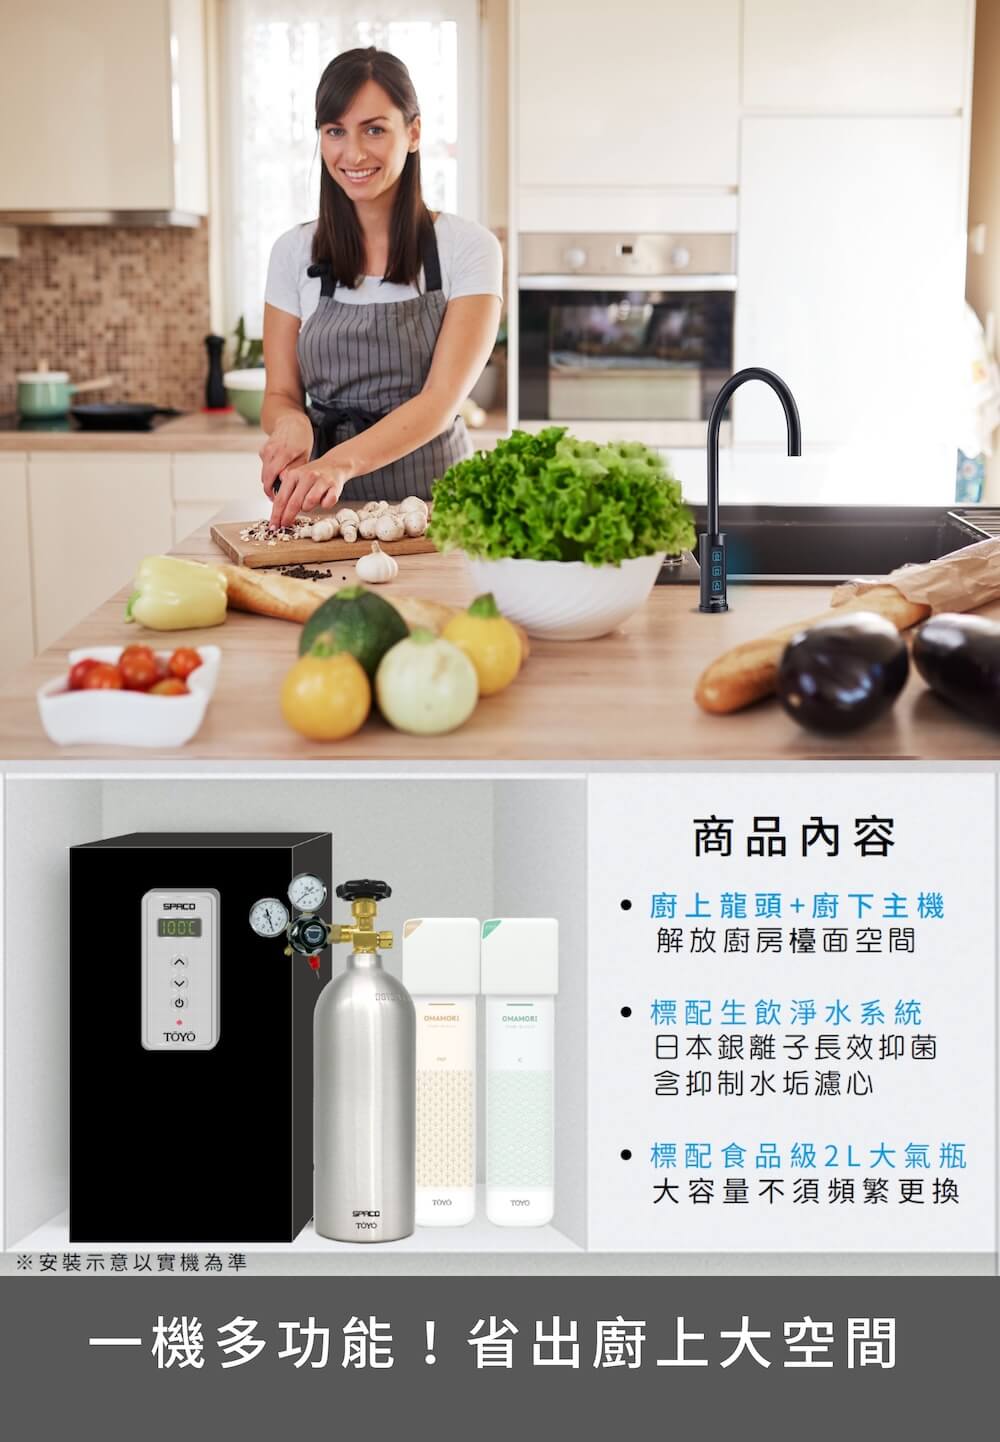 商品內容
• 廚上龍頭+廚下主機
解放廚房檯面空間
• 標配生飲淨水系統
日本銀離子長效抑菌
含抑制水垢濾心
• 標配食品級2L大氣瓶
大容量不須頻繁更換
SPACO
100C
TÖYÖ
SPACO
TÖYÖ
OMAMORI
TOYO
OMAMORI
TOYO
※安裝示意以實機為準
一機多功能！省出廚上大空間